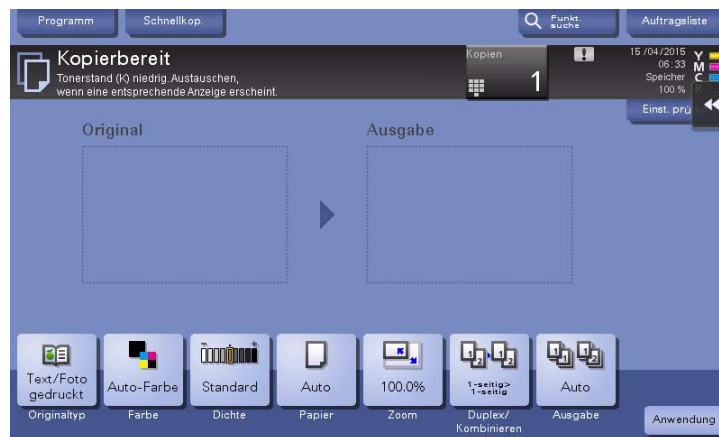 Programm
Schnellkop.
Funkt.
suche
Auftragsliste
Kopierbereit
Tonerstand (K) niedrig. Austauschen,
wenn eine entsprechende Anzeige erscheint.
Kopien
1
15/04/2015
06:33
Speicher
100 %
Y
M
C
K
Einst. prü
Original
Ausgabe
Text/Foto
gedruckt
Auto-Farbe
Standard
Auto
100.0%
1-seitig>
1-seitig
Auto
Originaltyp
Farbe
Dichte
Papier
Zoom
Duplex/
Kombinieren
Ausgabe
Anwendung